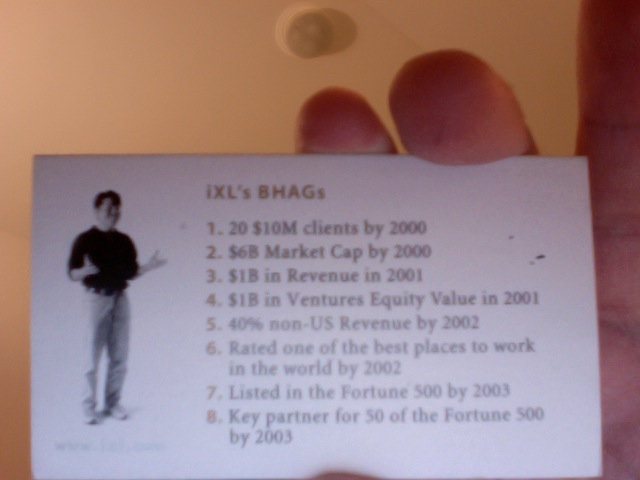 iXL's BHAGs
1. 20 $10M clients by 2000
2. $6B Market Cap by 2000
3. $1B in Revenue in 2001
4. $1B in Ventures Equity Value in 2001
5. 40% non-US Revenue by 2002
6. Rated one of the best places to work
in the world by 2002
7. Listed in the Fortune 500 by 2003
8. Key partner for 50 of the Fortune 500
by 2003
www.ixl.com